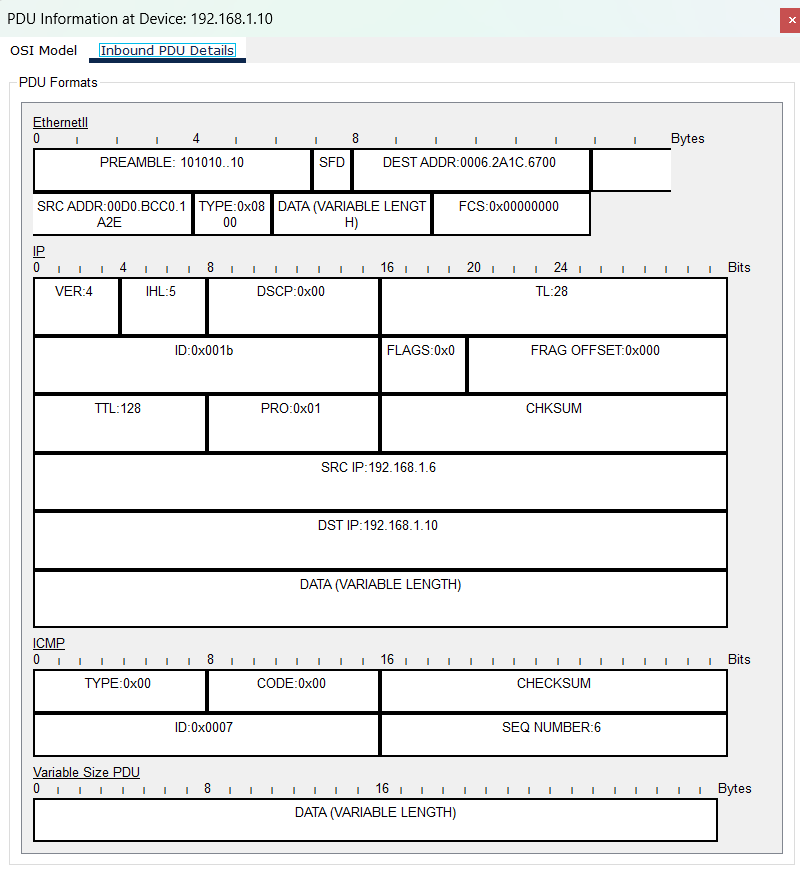 PDU Information at Device: 192.168.1.10
×
OSI Model Inbound PDU Details
PDU Formats
EthernetII
0 4 8 Bytes
PREAMBLE: 101010..10 SFD DEST ADDR:0006.2A1C.6700
SRC ADDR:00D0.BCC0.1 TYPE:0x08 DATA (VARIABLE LENGT FCS:0x00000000
A2E 00 H)
IP
0 4 8 16 20 24 Bits
VER:4 IHL:5 DSCP:0x00 TL:28
ID:0x001b FLAGS:0x0 FRAG OFFSET:0x000
TTL:128 PRO:0x01 CHKSUM
SRC IP:192.168.1.6
DST IP:192.168.1.10
DATA (VARIABLE LENGTH)
ICMP
0 8 16 Bits
TYPE:0x00 CODE:0x00 CHECKSUM
ID:0x0007 SEQ NUMBER:6
Variable Size PDU
0 8 16 Bytes
DATA (VARIABLE LENGTH)